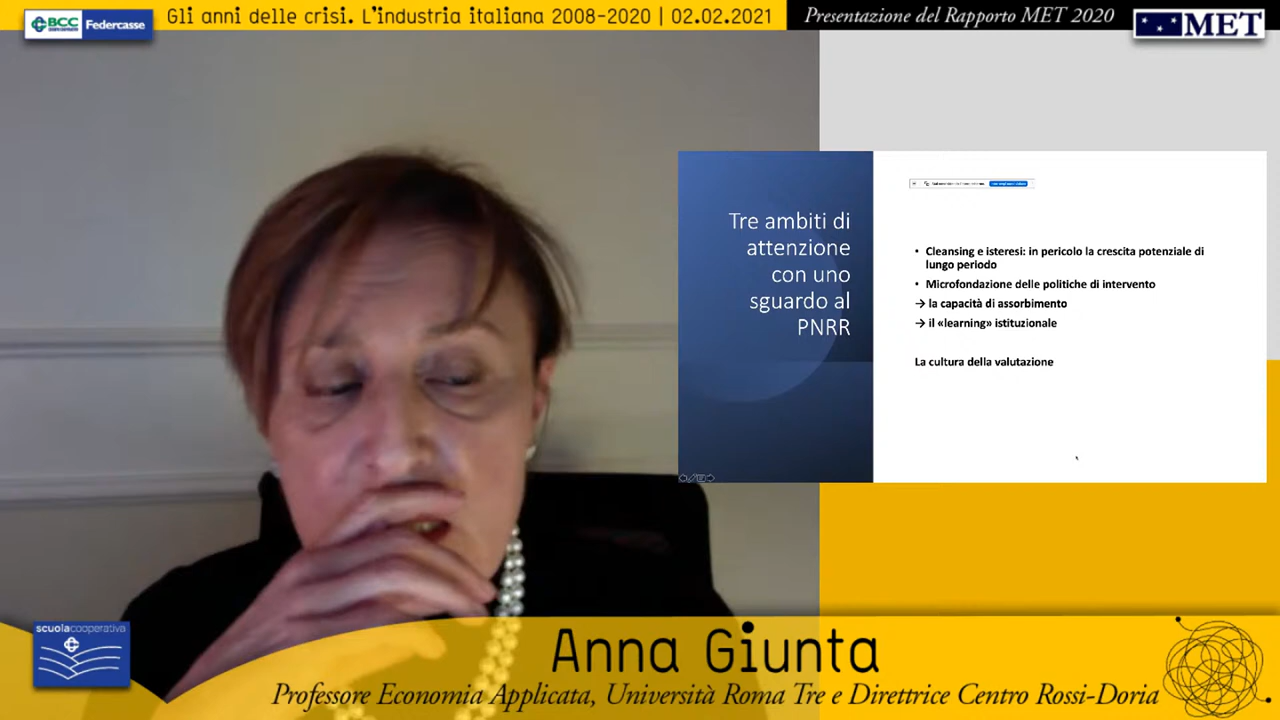 BCC
Federcasse
Gli anni delle crisi. L'industria italiana 2008-2020 | 02.02.2021
Presentazione del Rapporto MET 2020
MET
Tre ambiti di
attenzione
con uno
sguardo al
PNRR
• Cleansing e isteresi: in pericolo la crescita potenziale di
lungo periodo
• Microfondazione delle politiche di intervento
→ la capacità di assorbimento
→ il «learning» istituzionale
La cultura della valutazione
scuolacooperativa
Anna Giunta
Professore Economia Applicata, Università Roma Tre e Direttrice Centro Rossi-Doria